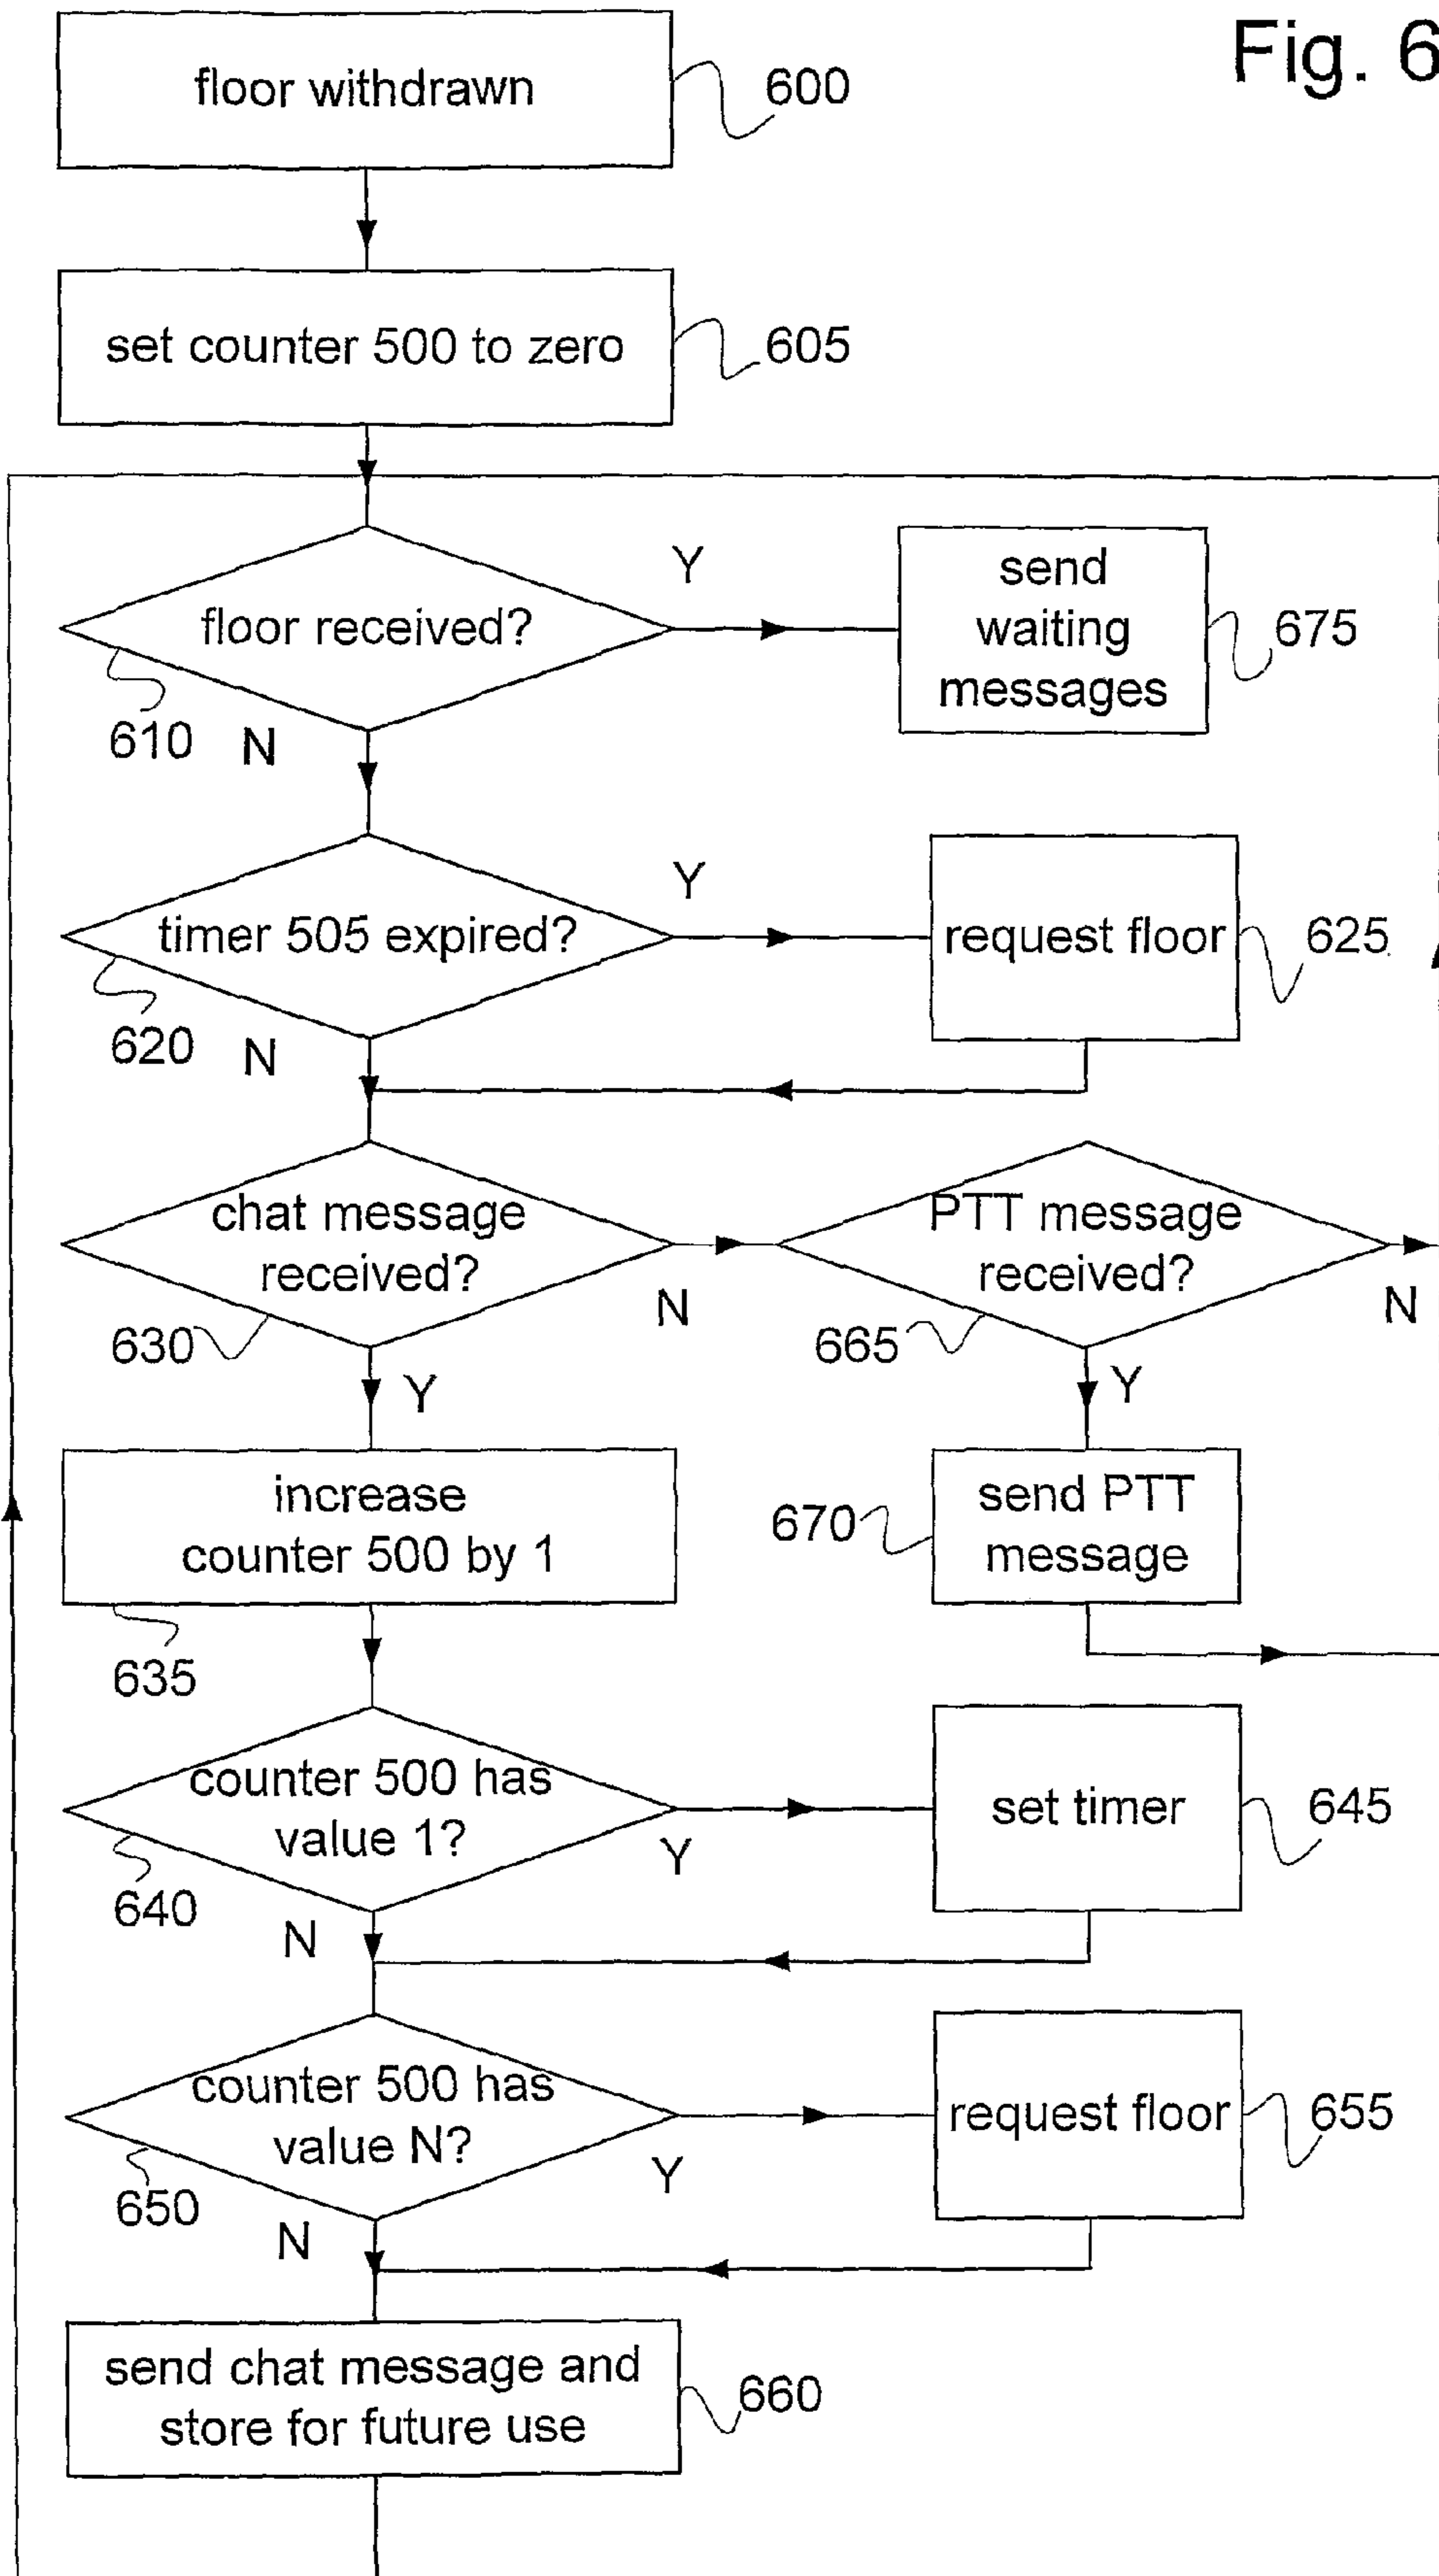 Fig. 6
floor withdrawn
600
set counter 500 to zero
605
floor received?
Y
610
N
send
waiting
messages
675
timer 505 expired?
Y
620
N
request floor
625
chat message
received?
N
630
Y
PTT message
received?
N
665
Y
increase
counter 500 by 1
635
send PTT
message
670
counter 500 has
value 1?
Y
640
N
set timer
645
counter 500 has
value N?
Y
650
N
request floor
655
send chat message and
store for future use
660